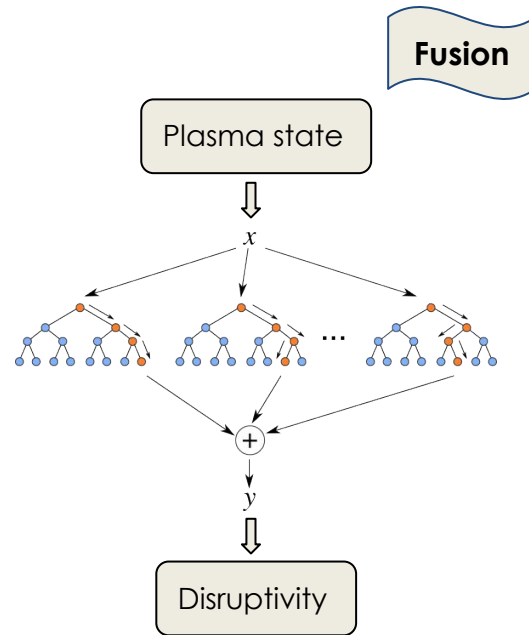 Fusion
Plasma state
x
...
+
y
Disruptivity